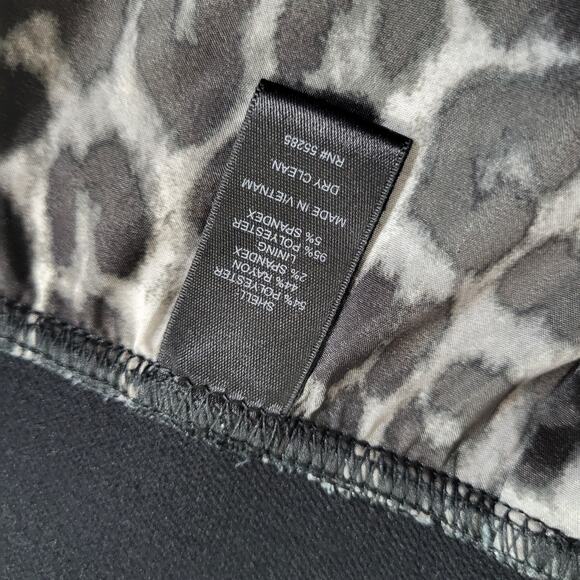 SHELL
54% POLYESTER
44% RAYON
2% SPANDEX
LINING
95% POLYESTER
5% SPANDEX
MADE IN VIETNAM
DRY CLEAN.
RN# 55285